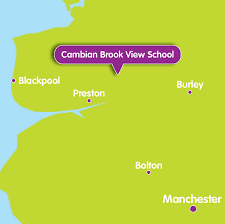 Cambian Brook View School
Blackpool
Preston
Burley
Bolton
Manchester